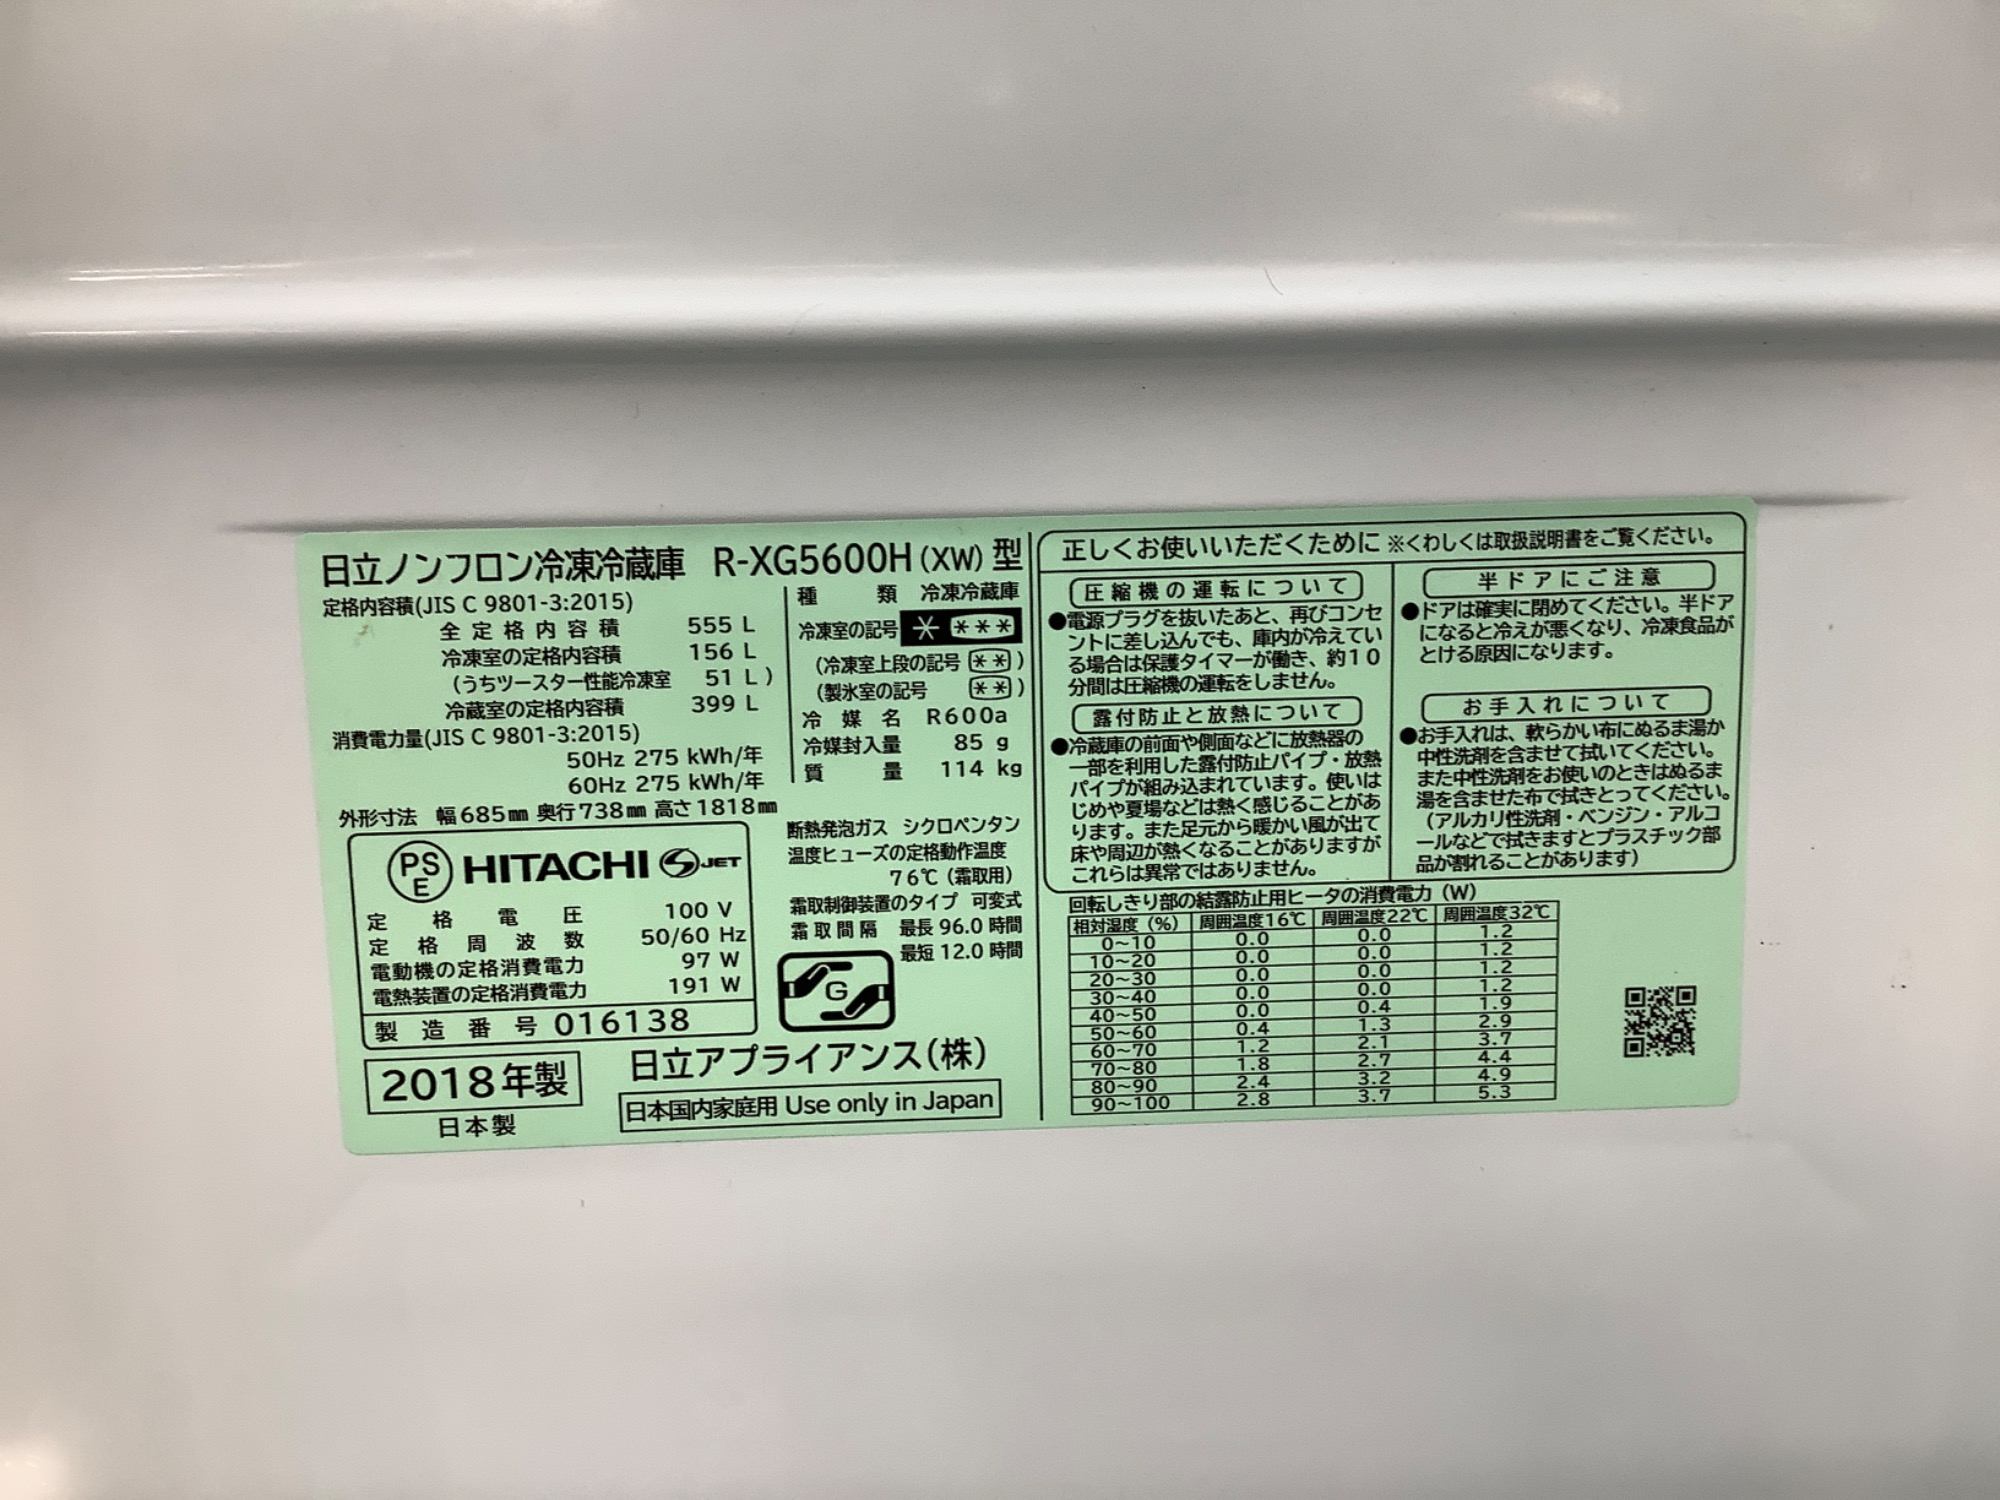 日立ノンフロン冷凍冷蔵庫 R-XG5600H(XW)型
定格内容積(JIS C 9801-3:2015)
全定格内容積 555 L
冷凍室の定格内容積 156 L
(うちツースター性能冷凍室 51 L)
冷蔵室の定格内容積 399 L
消費電力量(JIS C 9801-3:2015)
50Hz 275 kWh/年
60Hz 275 kWh/年
外形寸法 幅685㎜ 奥行738㎜ 高さ1818㎜
種類 冷凍冷蔵庫
冷凍室の記号 * ***
(冷凍室上段の記号 **)
(製氷室の記号 **)
冷媒名 R600a
冷媒封入量 85 g
質量 114 kg
PS
E
HITACHI S JET
定格電圧 100 V
定格周波数 50/60 Hz
電動機の定格消費電力 97 W
電熱装置の定格消費電力 191 W
製造番号 016138
断熱発泡ガス シクロペンタン
温度ヒューズの定格動作温度
76℃(霜取用)
霜取制御装置のタイプ 可変式
霜取間隔 最長 96.0 時間
最短 12.0 時間
G
2018年製
日本製
日立アプライアンス(株)
日本国内家庭用 Use only in Japan
正しくお使いいただくために ※くわしくは取扱説明書をご覧ください。
圧縮機の運転について
●電源プラグを抜いたあと、再びコンセ
ントに差し込んでも、庫内が冷えてい
る場合は保護タイマーが働き、約10
分間は圧縮機の運転をしません。
露付防止と放熱について
●冷蔵庫の前面や側面などに放熱器の
一部を利用した露付防止パイプ・放熱
パイプが組み込まれています。使いは
じめや夏場などは熱く感じることがあ
ります。また足元から暖かい風が出て
床や周辺が熱くなることがありますが
これらは異常ではありません。
半ドアにご注意
●ドアは確実に閉めてください。半ドア
になると冷えが悪くなり、冷凍食品が
とける原因になります。
お手入れについて
●お手入れは、軟らかい布にぬるま湯か
中性洗剤を含ませて拭いてください。
また中性洗剤をお使いのときはぬるま
湯を含ませた布で拭きとってください。
(アルカリ性洗剤・ベンジン・アルコ
ールなどで拭きますとプラスチック部
品が割れることがあります)
回転しきり部の結露防止用ヒータの消費電力(W)
相対湿度(%) 周囲温度16℃ 周囲温度22℃ 周囲温度32℃
0~10 0.0 0.0 1.2
10~20 0.0 0.0 1.2
20~30 0.0 0.0 1.2
30~40 0.0 0.0 1.2
40~50 0.0 0.4 1.9
50~60 0.4 1.3 2.9
60~70 1.2 2.1 3.7
70~80 1.8 2.7 4.4
80~90 2.4 3.2 4.9
90~100 2.8 3.7 5.3